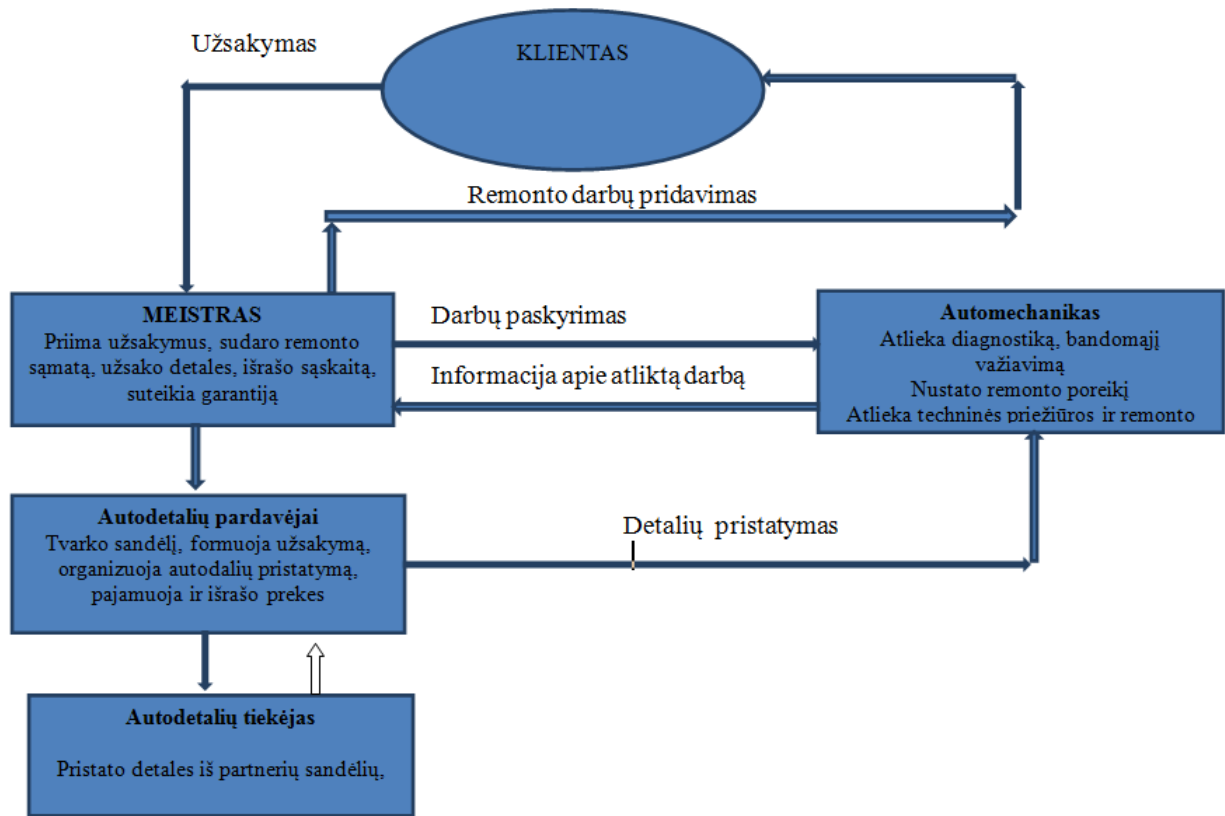 Užsakymas
KLIENTAS
Remonto darbų pridavimas
MEISTRAS
Priima užsakymus, sudaro remonto
sąmatą, užsako detales, išrašo sąskaitą,
suteikia garantiją
Darbų paskyrimas
Informacija apie atliktą darbą
Automechanikas
Atlieka diagnostiką, bandomąjį
važiavimą
Nustato remonto poreikį
Atlieka techninės priežiūros ir remonto
Autodetalių pardavėjai
Tvarko sandėlį, formuoja užsakymą,
organizuoja autodalių pristatymą,
pajamuoja ir išrašo prekes
Detalių pristatymas
Autodetalių tiekėjas
Pristato detales iš partnerių sandėlių,